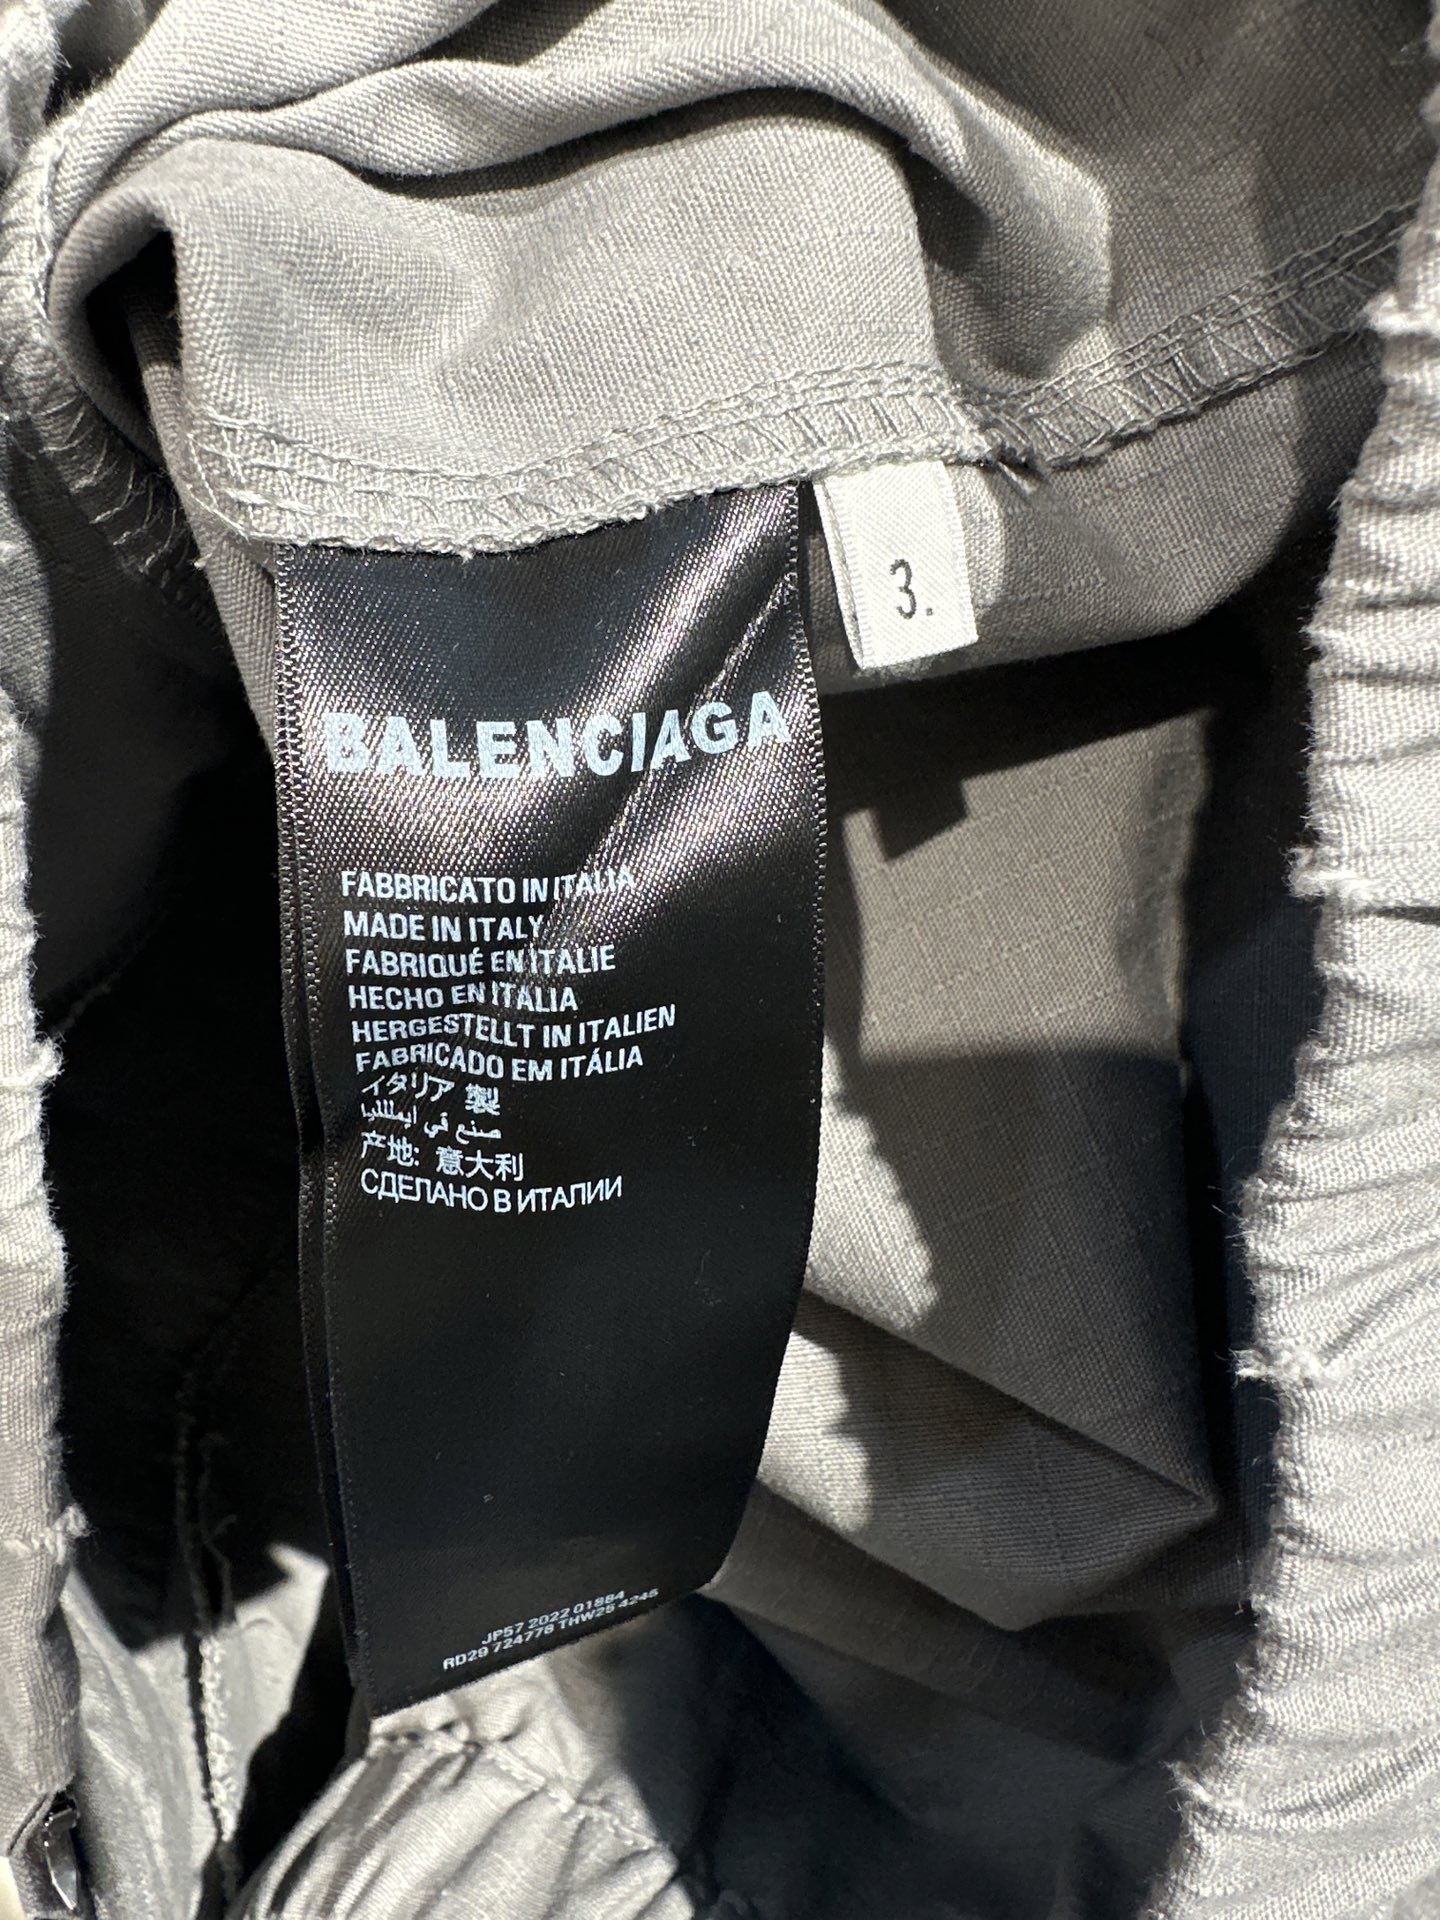 3.
BALENCIAGA
FABBRICATO IN ITALIA
MADE IN ITALY
FABRIQUÉ EN ITALIE
HECHO EN ITALIA
HERGESTELLT IN ITALIEN
FABRICADO EM ITÁLIA
イタリア 製
صنع في ايطاليا
产地: 意大利
СДЕЛАНО В ИТАЛИИ
JP57 2022 01884
RD29 724778 THW25 4245